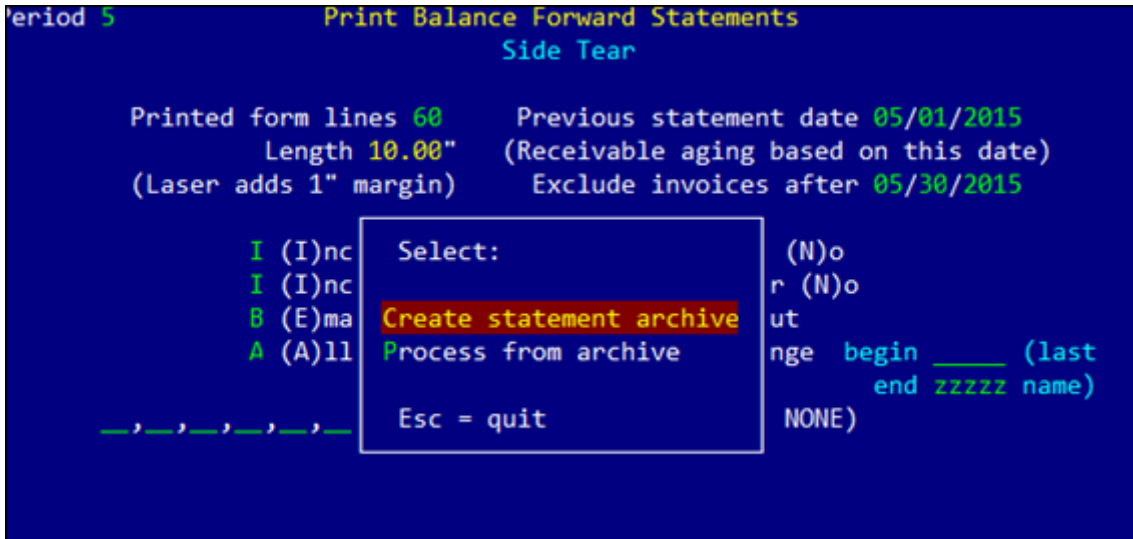 eriod 5 Print Balance Forward Statements
Side Tear
Printed form lines 60 Previous statement date 05/01/2015
Length 10.00" (Receivable aging based on this date)
(Laser adds 1" margin) Exclude invoices after 05/30/2015
I (I)nc Select: (N)o
I (I)nc r (N)o
B (E)ma Create statement archive ut
A (A)ll Process from archive nge begin _____ (last
end zzzzz name)
__,__,__,__,__,__ Esc = quit NONE)